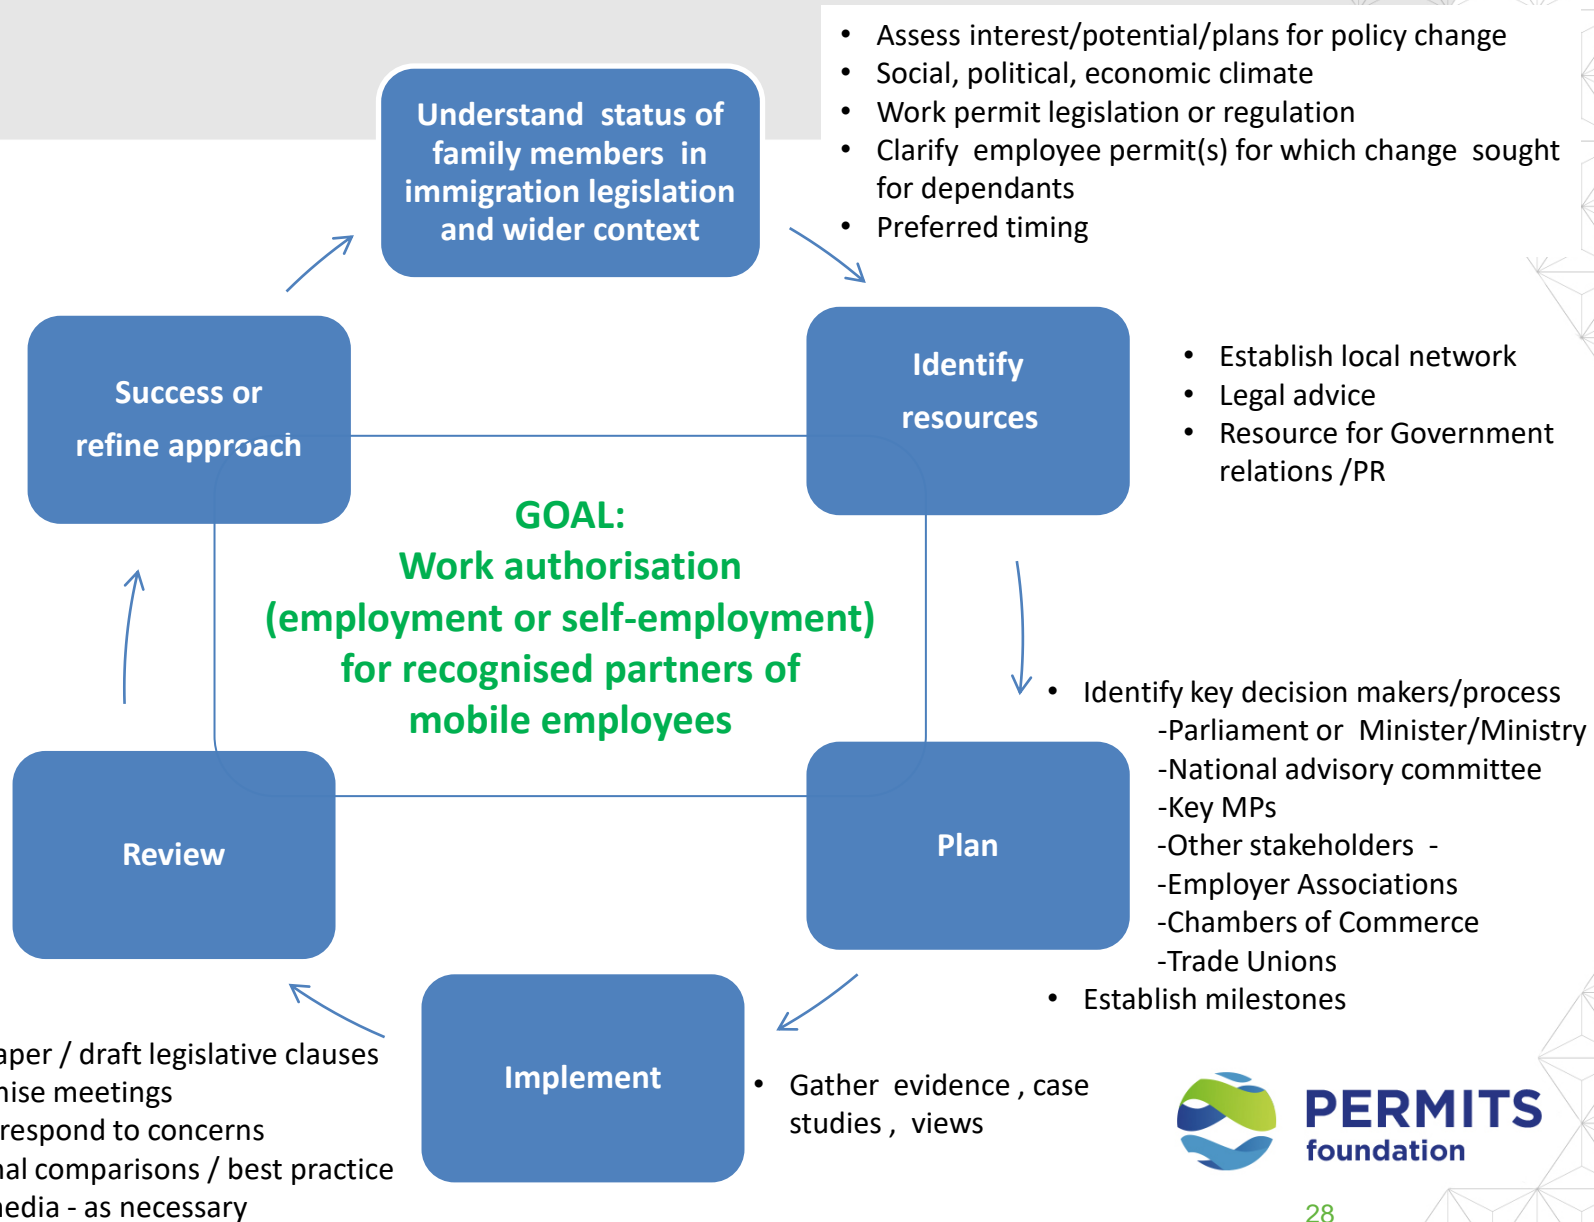 • Assess interest/potential/plans for policy change
• Social, political, economic climate
• Work permit legislation or regulation
• Clarify employee permit(s) for which change sought
for dependants
• Preferred timing
Understand status of
family members in
immigration legislation
and wider context
Identify
resources
• Establish local network
• Legal advice
• Resource for Government
relations /PR
Success or
refine approach
GOAL:
Work authorisation
(employment or self-employment)
for recognised partners of
mobile employees
• Identify key decision makers/process
-Parliament or Minister/Ministry
-National advisory committee
-Key MPs
-Other stakeholders -
-Employer Associations
-Chambers of Commerce
-Trade Unions
• Establish milestones
Plan
Review
Implement
• Gather evidence , case
studies , views
/ draft legislative clauses
meetings
respond to concerns
comparisons / best practice
- as necessary
PERMITS
foundation
28